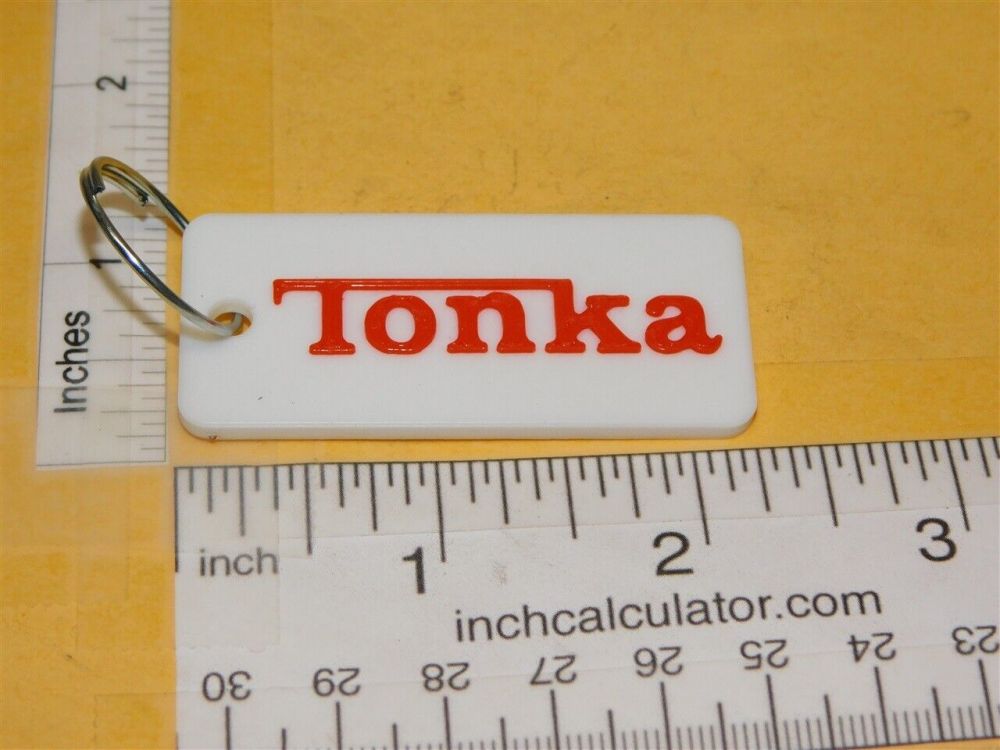 2
1
Inches
Tonka
inch 1 2 3
inchcalculator.com
30 29 28 27 26 25 24 23